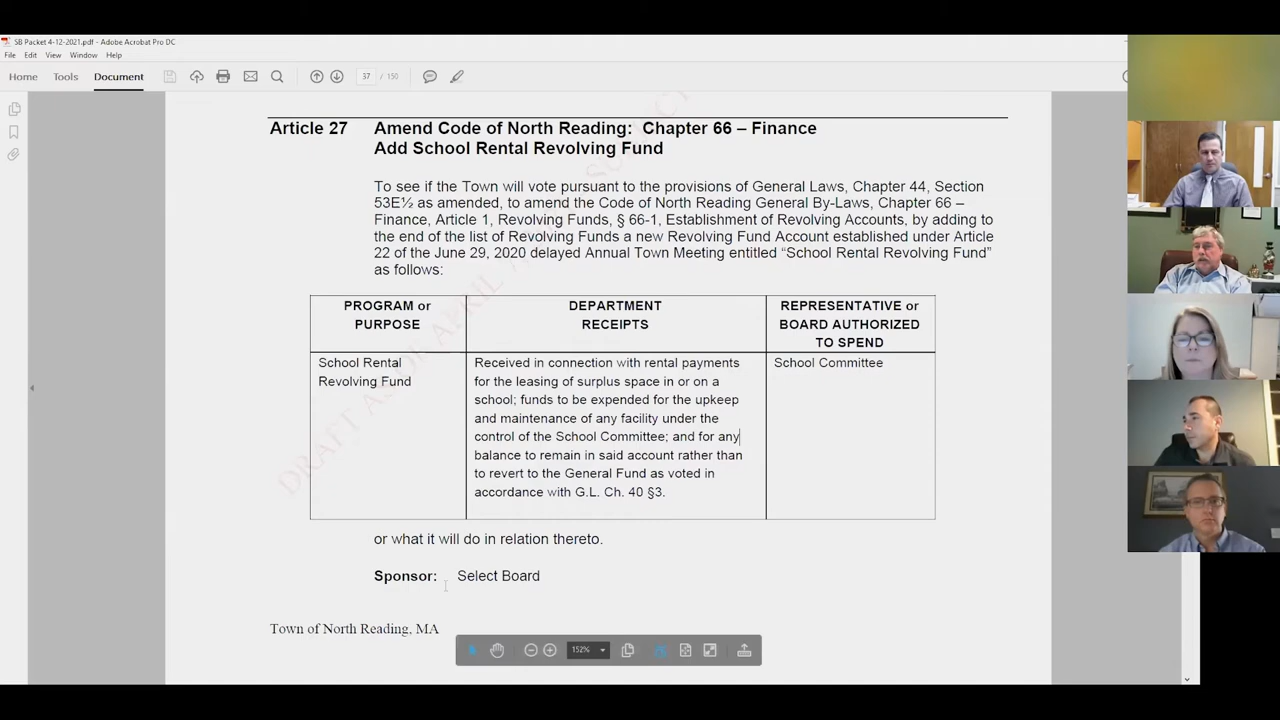 SB Packet 4-12-2021.pdf - Adobe Acrobat Pro DC
File Edit View Window Help
Home Tools Document 37 / 150
Article 27 Amend Code of North Reading: Chapter 66 – Finance
Add School Rental Revolving Fund
To see if the Town will vote pursuant to the provisions of General Laws, Chapter 44, Section
53E½ as amended, to amend the Code of North Reading General By-Laws, Chapter 66 –
Finance, Article 1, Revolving Funds, § 66-1, Establishment of Revolving Accounts, by adding to
the end of the list of Revolving Funds a new Revolving Fund Account established under Article
22 of the June 29, 2020 delayed Annual Town Meeting entitled “School Rental Revolving Fund”
as follows:
PROGRAM or
PURPOSE
DEPARTMENT
RECEIPTS
REPRESENTATIVE or
BOARD AUTHORIZED
TO SPEND
School Rental
Revolving Fund
Received in connection with rental payments
for the leasing of surplus space in or on a
school; funds to be expended for the upkeep
and maintenance of any facility under the
control of the School Committee; and for any
balance to remain in said account rather than
to revert to the General Fund as voted in
accordance with G.L. Ch. 40 §3.
School Committee
or what it will do in relation thereto.
Sponsor: Select Board
Town of North Reading, MA
152%
DRAFT AS OF APRIL